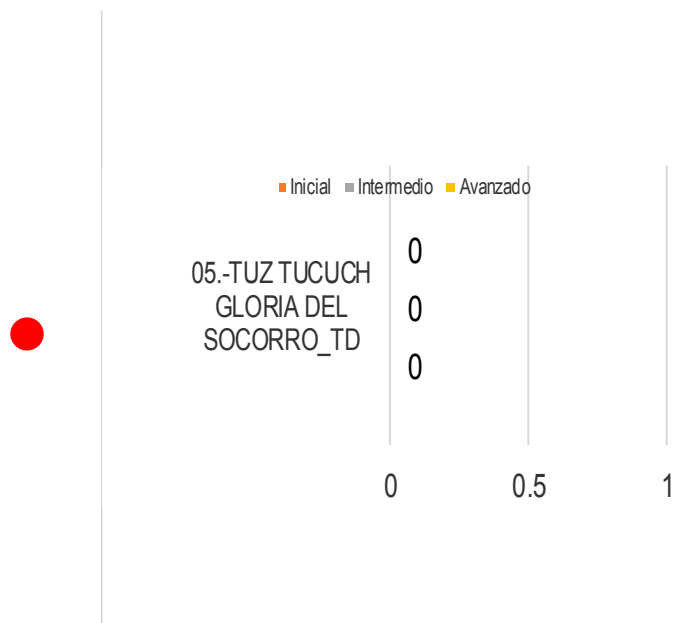 Inicial Intermedio Avanzado
05.-TUZ TUCUCH
GLORIA DEL
SOCORRO_TD
0
0
0
0 0.5 1